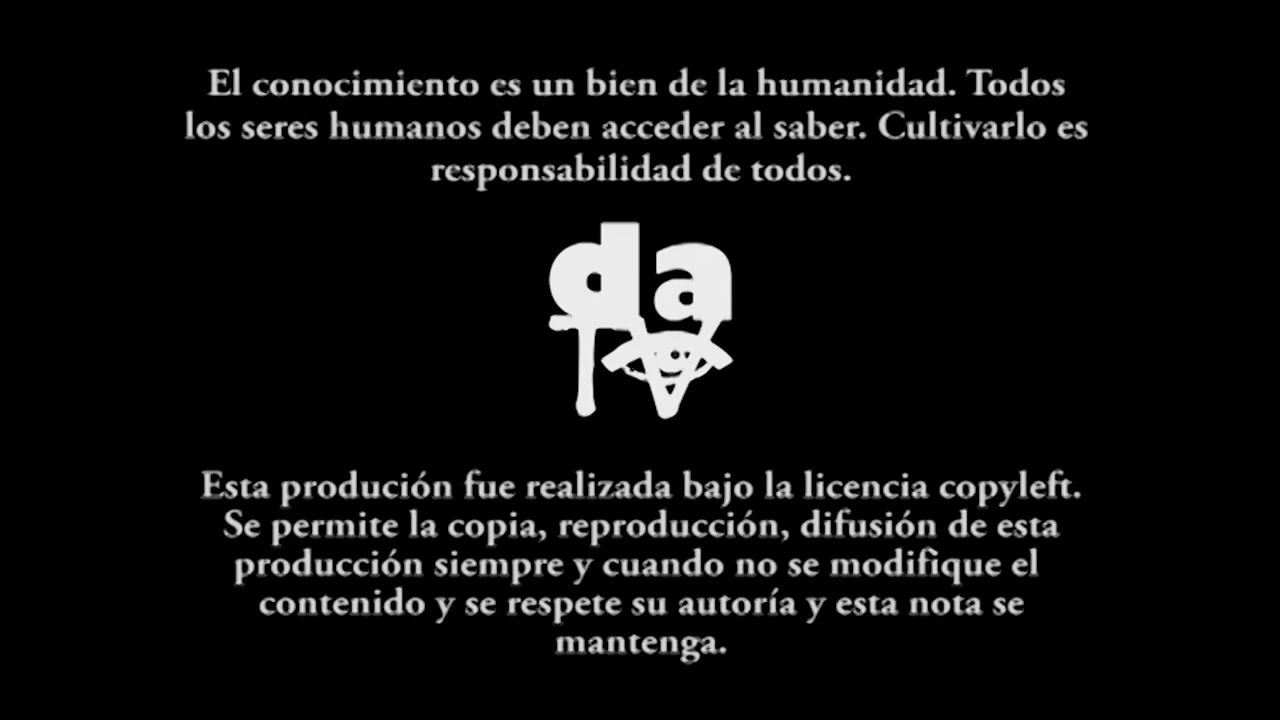 El conocimiento es un bien de la humanidad. Todos
los seres humanos deben acceder al saber. Cultivarlo es
responsabilidad de todos.
da
TV
Esta produción fue realizada bajo la licencia copyleft.
Se permite la copia, reproducción, difusión de esta
producción siempre y cuando no se modifique el
contenido y se respete su autoría y esta nota se
mantenga.